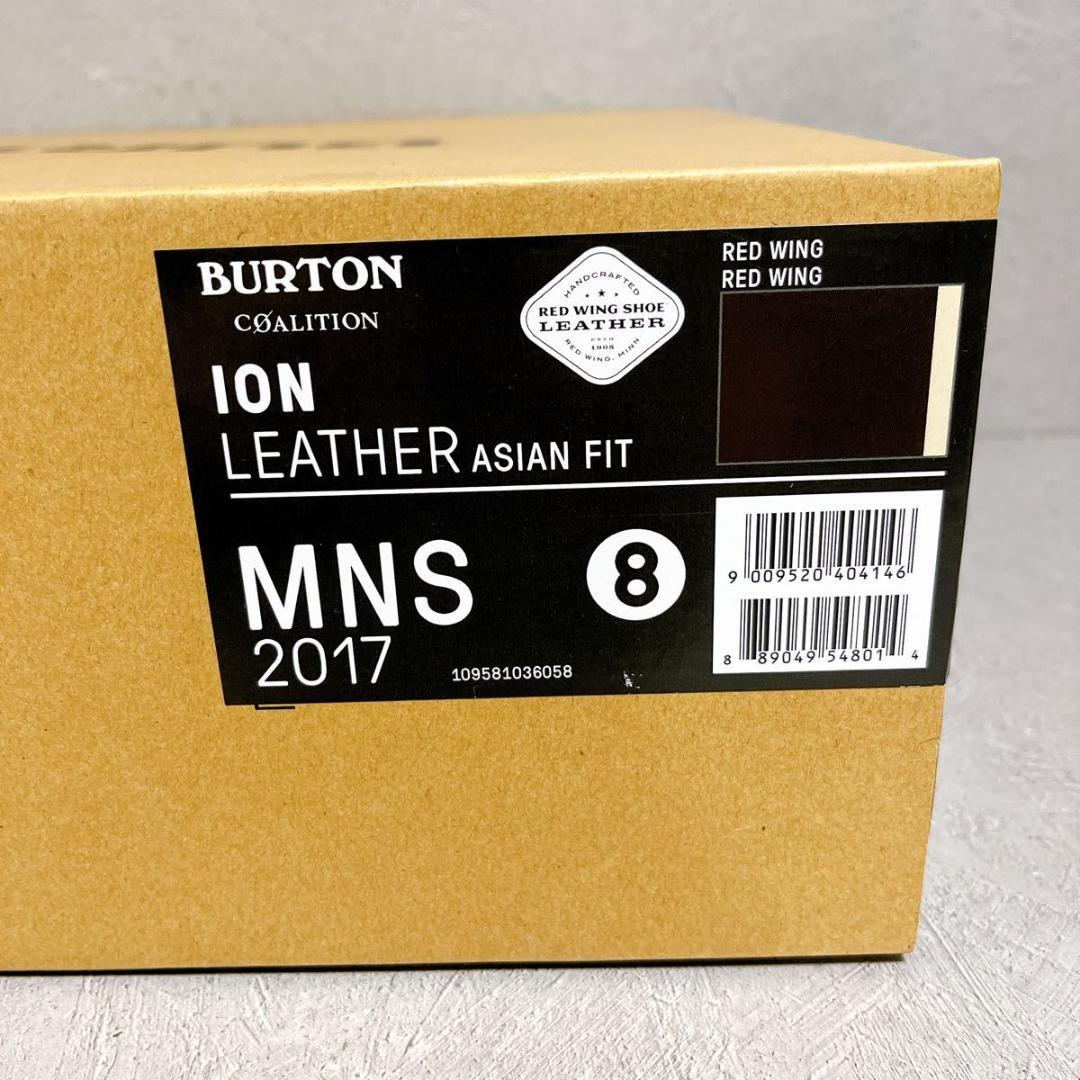 BURTON
CØALITION
ION
LEATHER ASIAN FIT
HANDCRAFTED
RED WING SHOE
LEATHER
ESTD
1905
RED WING, MINN
RED WING
RED WING
MNS
2017
8
109581036058
9 009520 404146
8 89049 54801 4